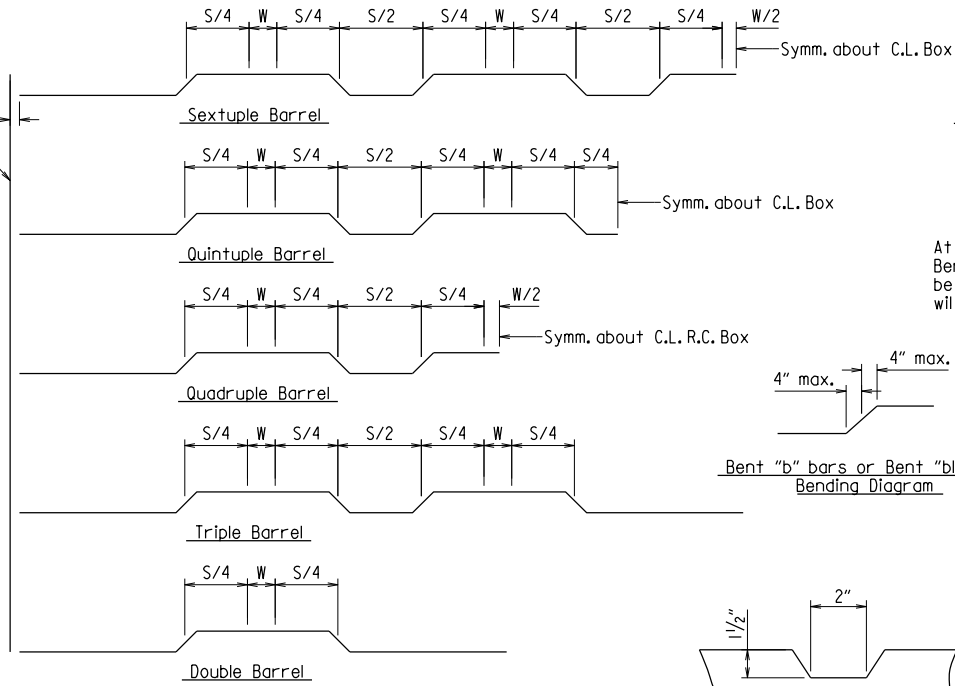 S/4 W S/4 S/2 S/4 W S/4 S/2 S/4 W/2
Symm. about C.L. Box
Sextuple Barrel
S/4 W S/4 S/2 S/4 W S/4 S/4
Symm. about C.L. Box
Quintuple Barrel
At
Ber
be
wil
S/4 W S/4 S/2 S/4 W/2
Symm. about C.L. R.C. Box
Quadruple Barrel
4" max.
4" max.
Bent "b" bars or Bent "bl
Bending Diagram
S/4 W S/4 S/2 S/4 W S/4
Triple Barrel
S/4 W S/4
Double Barrel
2"
1 1/2"